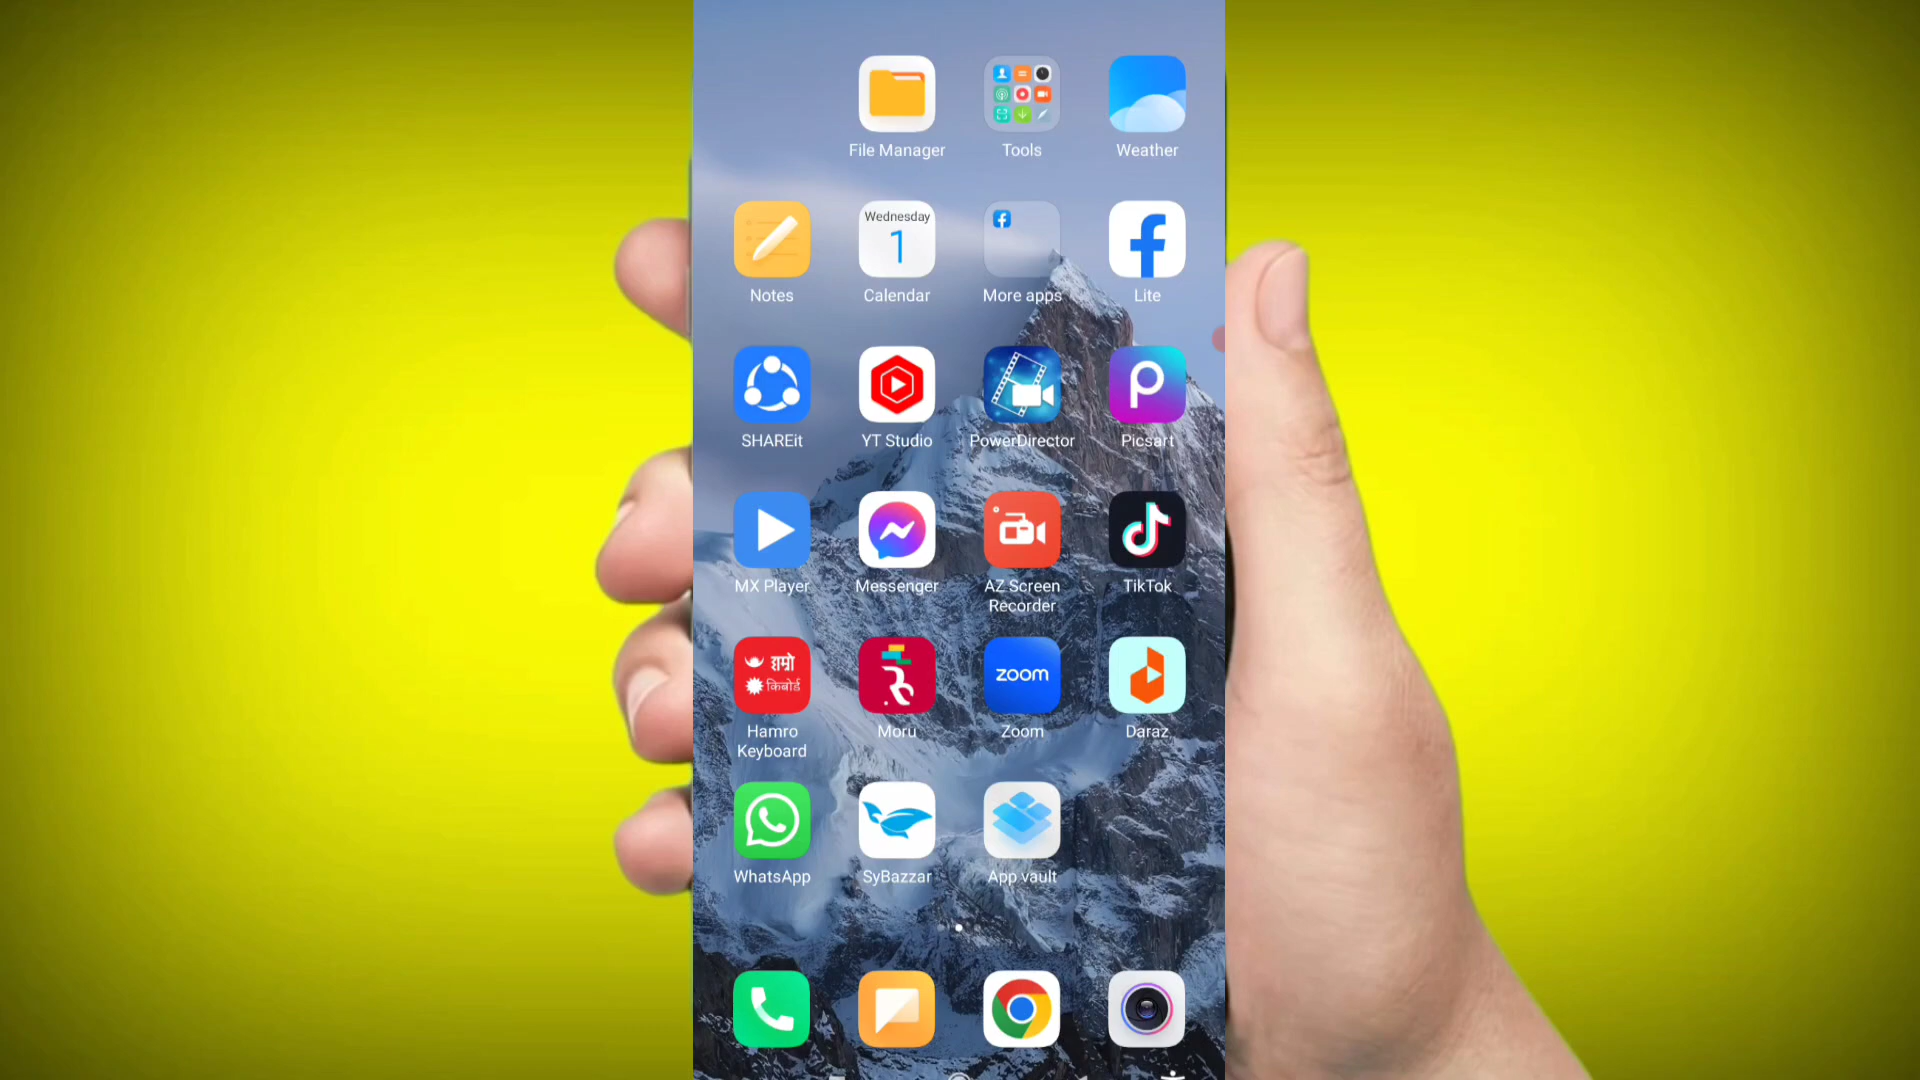 File Manager
Tools
Weather
Wednesday
1
Notes
Calendar
More apps
Lite
SHAREit
YT Studio
PowerDirector
Picsart
MX Player
Messenger
AZ Screen
Recorder
TikTok
हाम्रो
किबोर्ड
zoom
Hamro
Keyboard
Moru
Zoom
Daraz
WhatsApp
SyBazzar
App vault